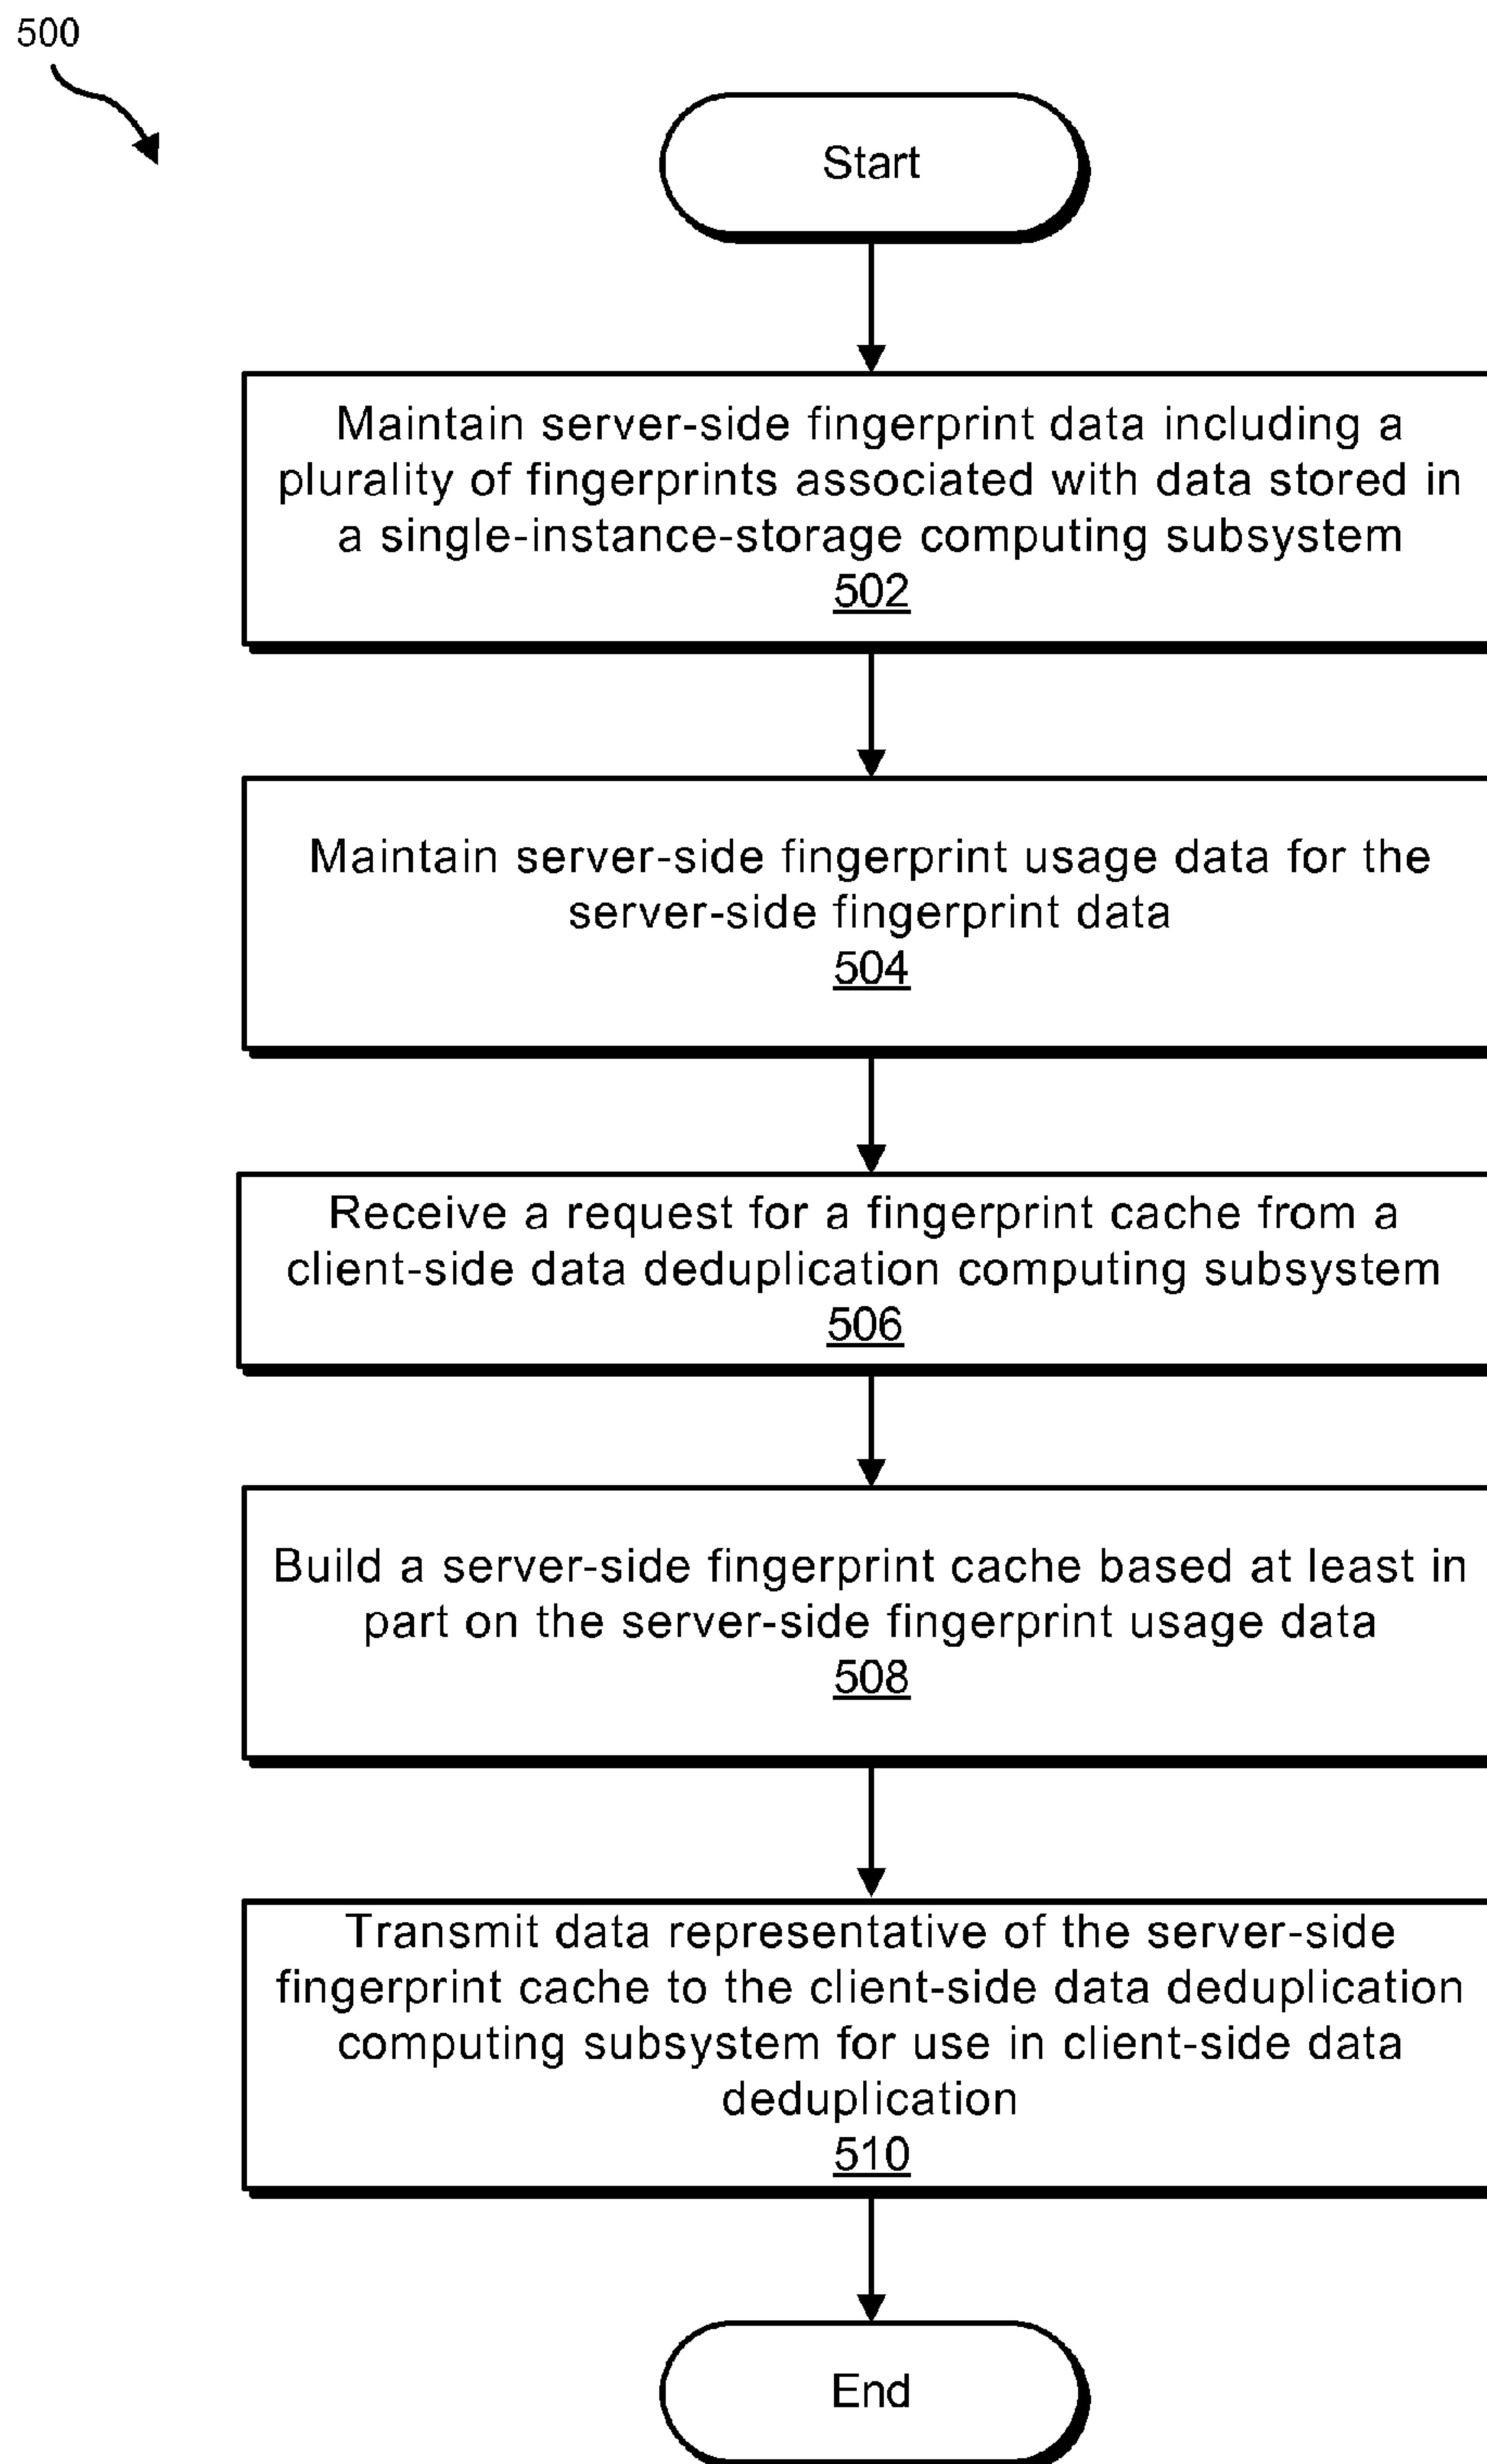 500
Start
Maintain server-side fingerprint data including a
plurality of fingerprints associated with data stored in
a single-instance-storage computing subsystem
502
Maintain server-side fingerprint usage data for the
server-side fingerprint data
504
Receive a request for a fingerprint cache from a
client-side data deduplication computing subsystem
506
Build a server-side fingerprint cache based at least in
part on the server-side fingerprint usage data
508
Transmit data representative of the server-side
fingerprint cache to the client-side data deduplication
computing subsystem for use in client-side data
deduplication
510
End